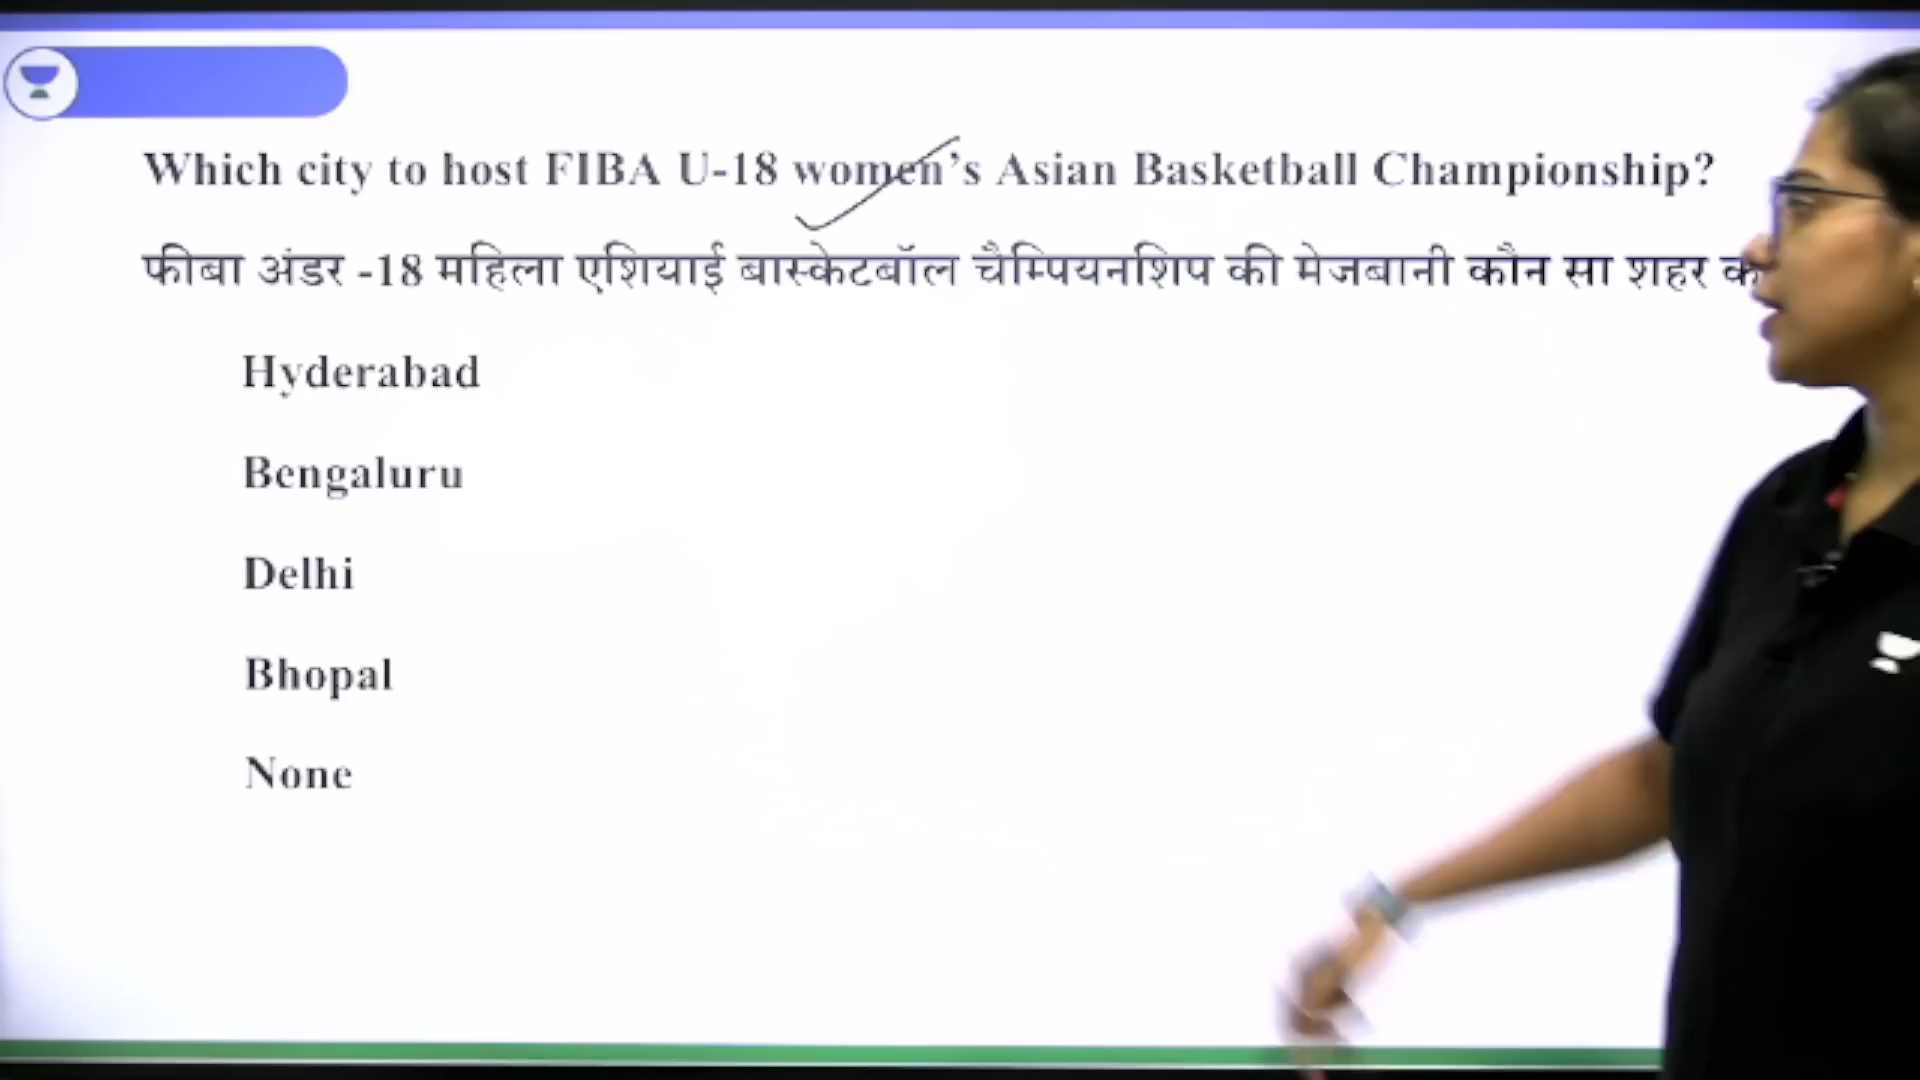 Which city to host FIBA U-18 women’s Asian Basketball Championship?
फीबा अंडर -18 महिला एशियाई बास्केटबॉल चैम्पियनशिप की मेजबानी कौन सा शहर
Hyderabad
Bengaluru
Delhi
Bhopal
None